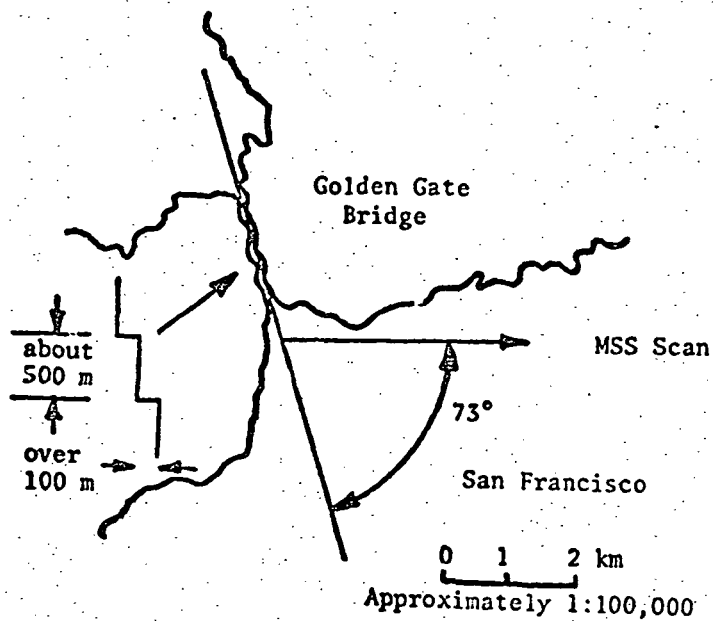 Golden Gate
Bridge
about
500 m
MSS Scan
73°
over
100 m
San Francisco
0 1 2 km
Approximately 1:100,000